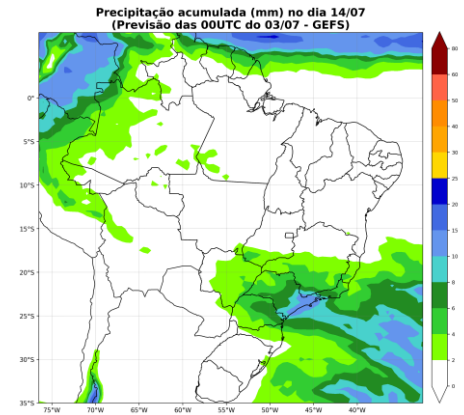 Precipitação acumulada (mm) no dia 14/07
(Previsão das 00UTC do 03/07 - GEFS)
0°
5°S
10°S
15°S
20°S
25°S
30°S
35°S
75°W
70°W
65°W
60°W
55°W
50°W
45°W
40°W
80
60
50
40
30
25
20
15
10
8
6
4
2
0